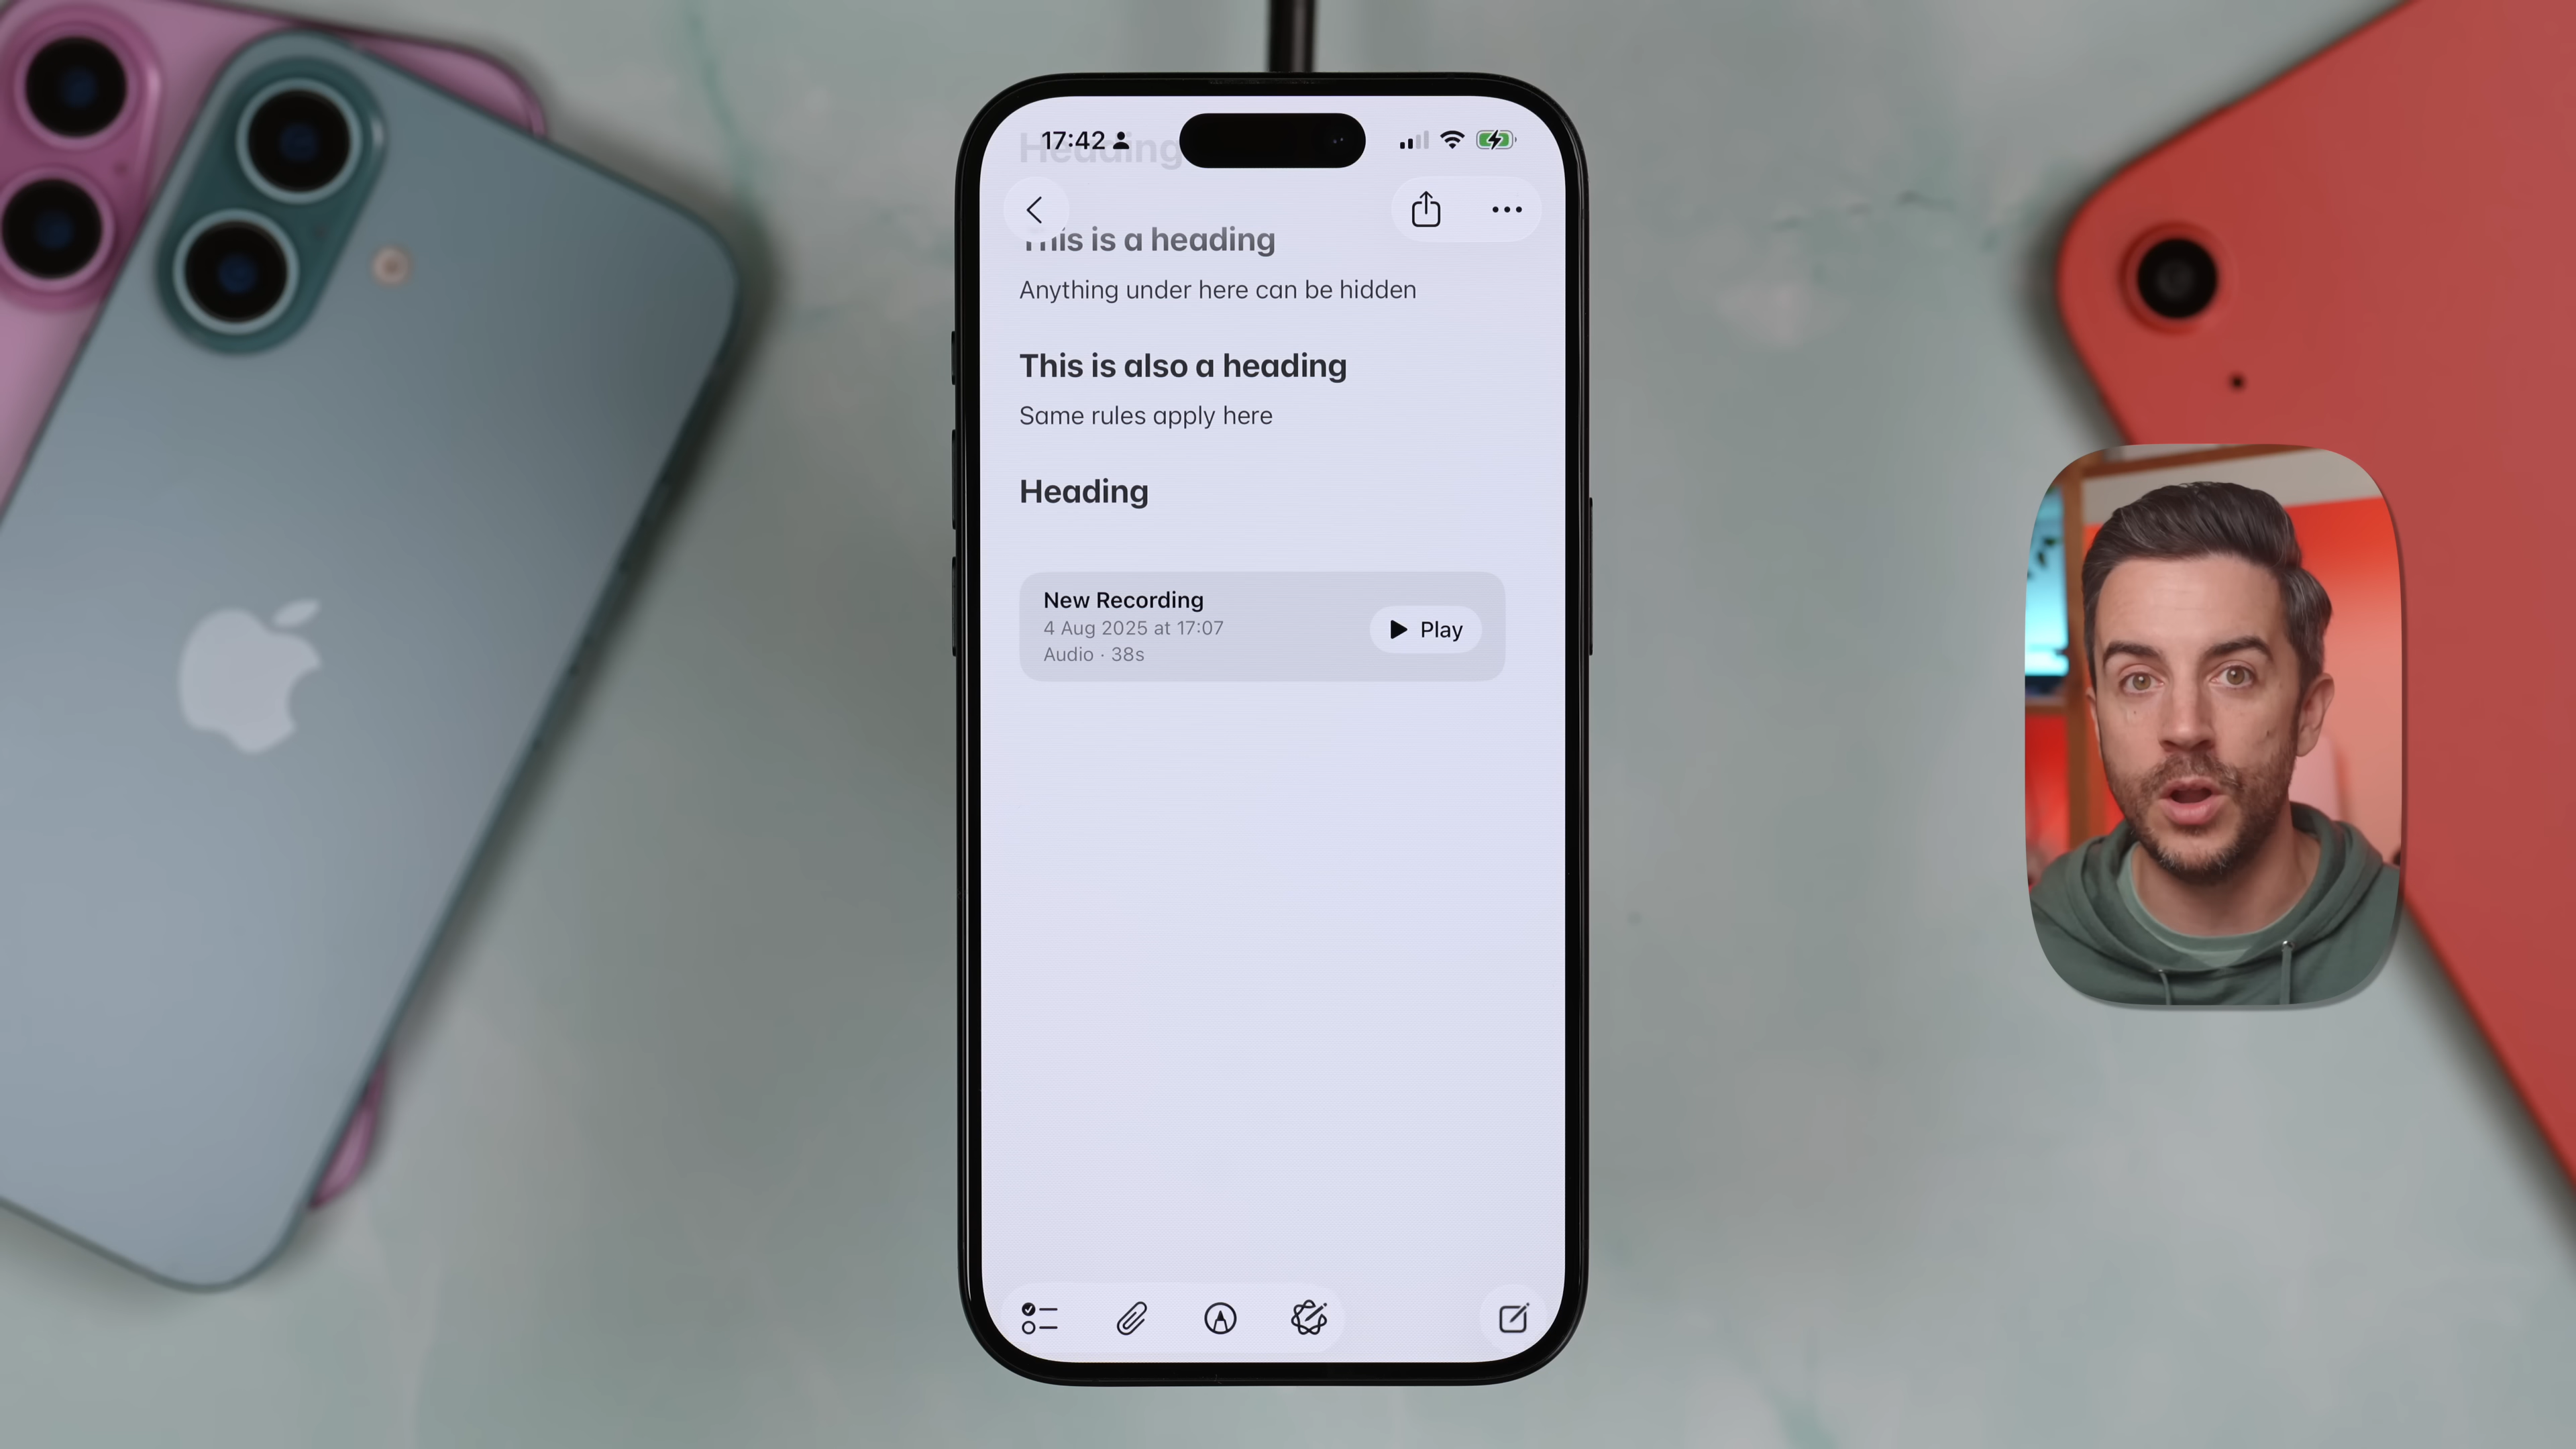 Heading
17:42
This is a heading
Anything under here can be hidden
This is also a heading
Same rules apply here
Heading
New Recording
4 Aug 2025 at 17:07
Audio · 38s
Play